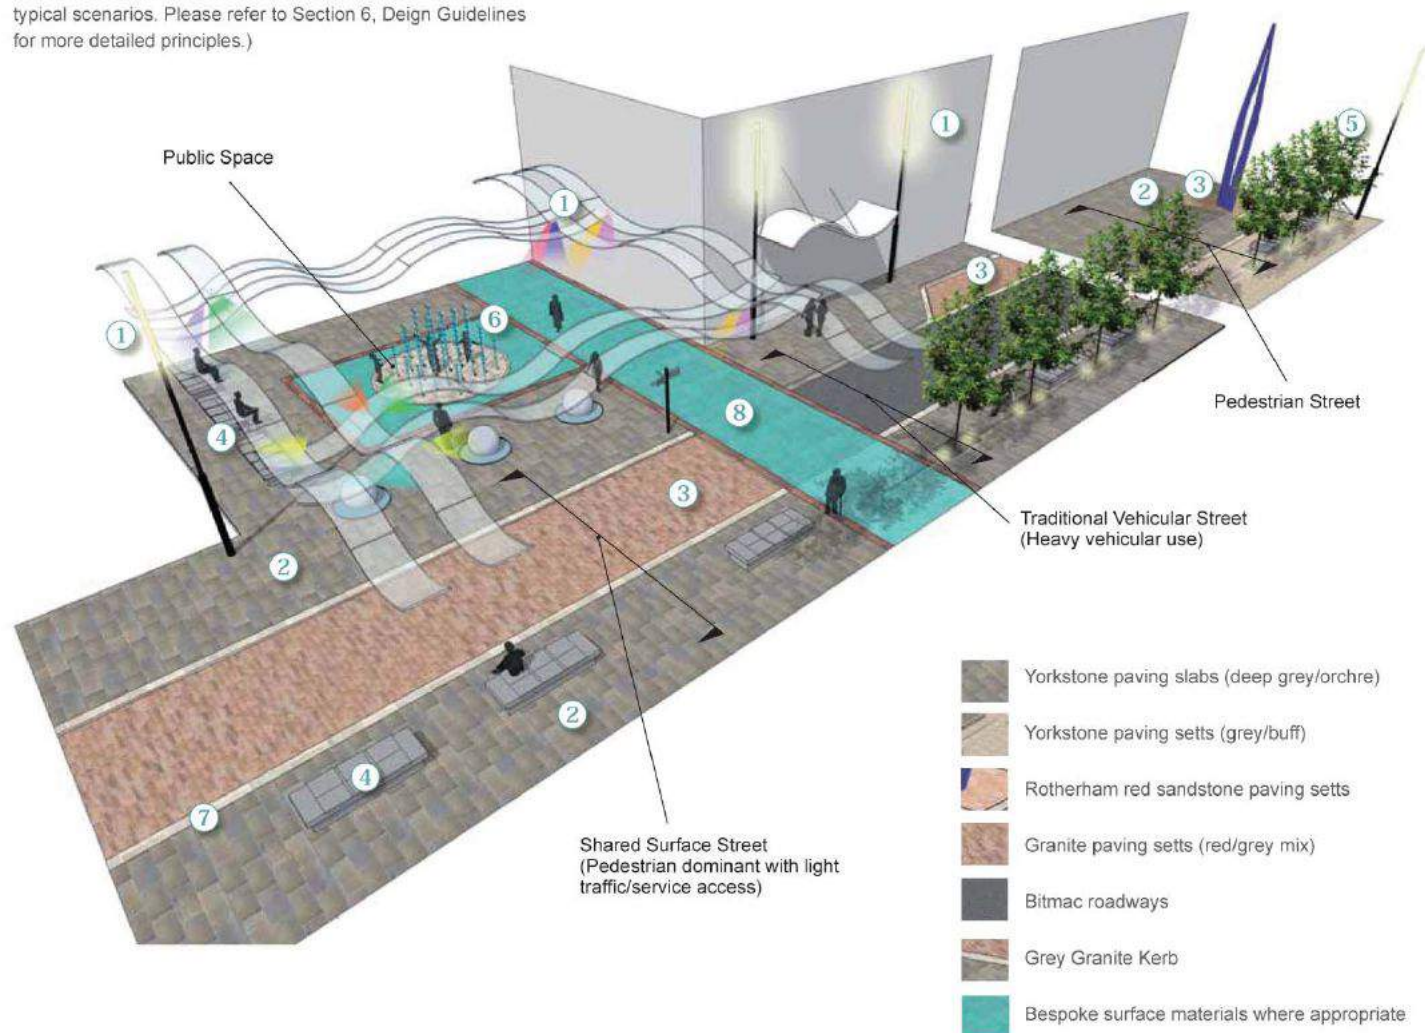 typical scenarios. Please refer to Section 6, Deign Guidelines
for more detailed principles.)
Public Space
1
5
2
3
1
3
1
6
8
4
3
2
2
4
7
Pedestrian Street
Traditional Vehicular Street
(Heavy vehicular use)
Shared Surface Street
(Pedestrian dominant with light
traffic/service access)
Yorkstone paving slabs (deep grey/orchre)
Yorkstone paving setts (grey/buff)
Rotherham red sandstone paving setts
Granite paving setts (red/grey mix)
Bitmac roadways
Grey Granite Kerb
Bespoke surface materials where appropriate